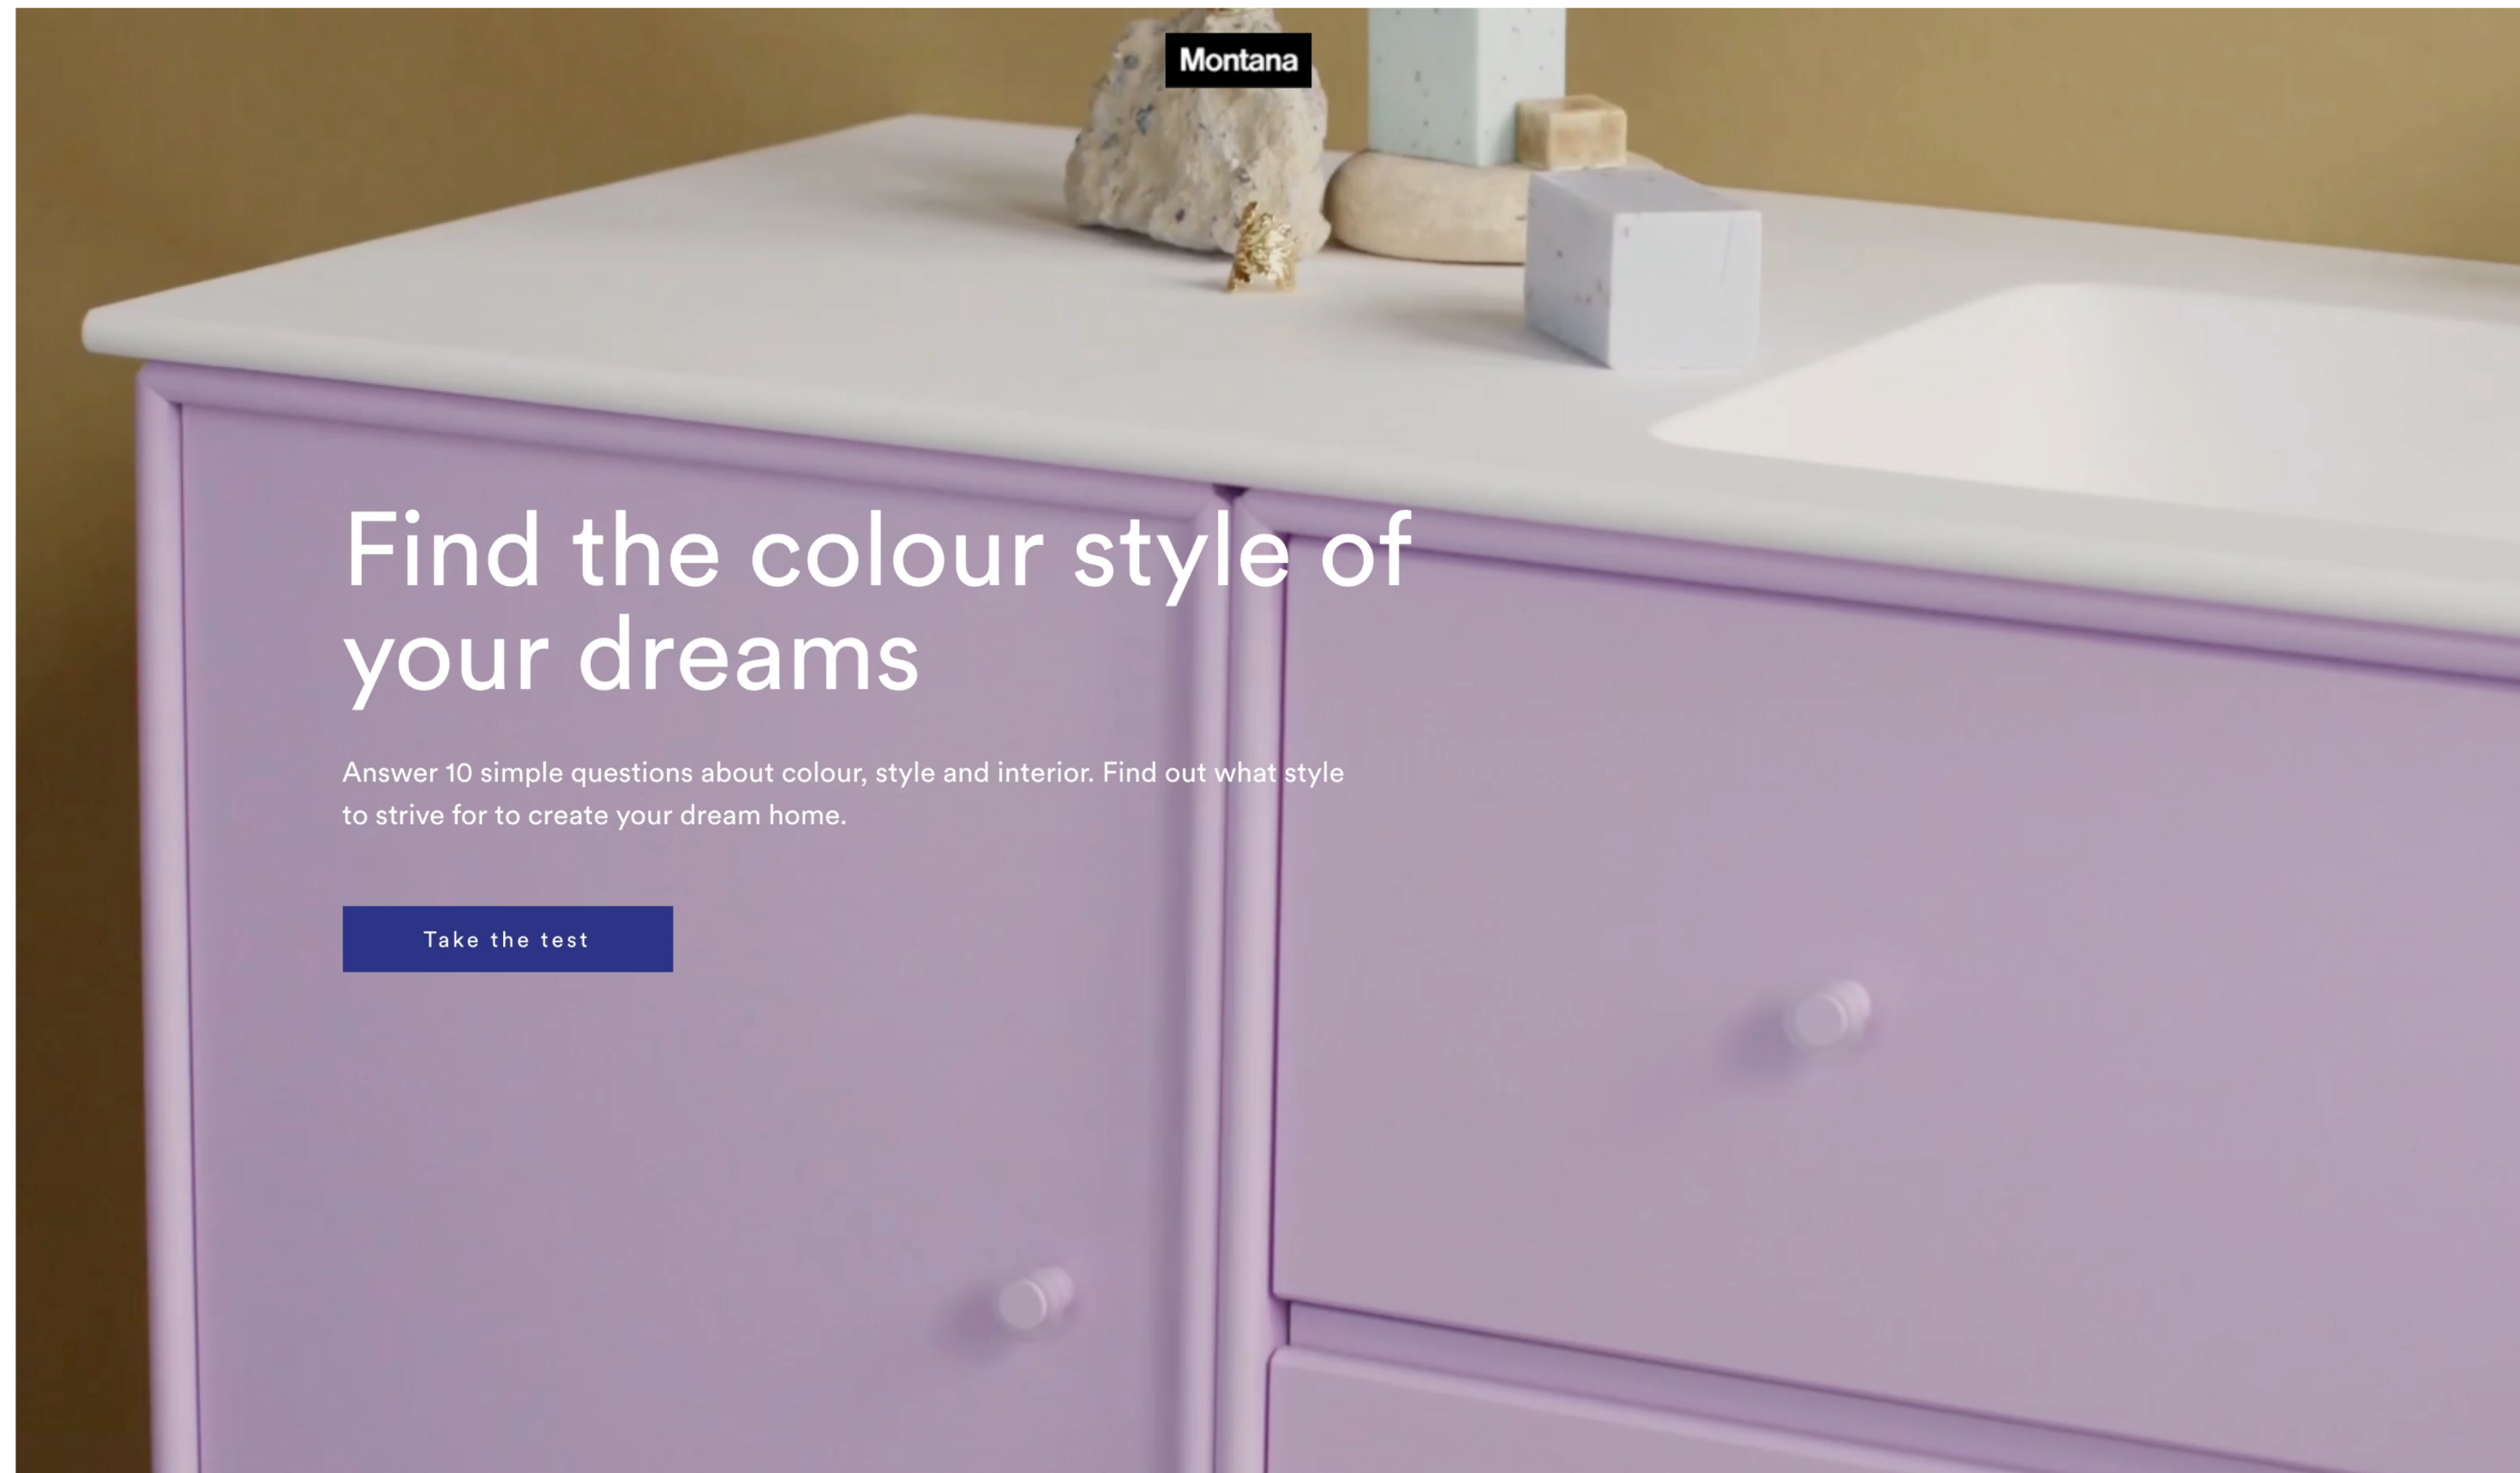 Montana
Find the colour style of
your dreams
Answer 10 simple questions about colour, style and interior. Find out what style
to strive for to create your dream home.
Take the test